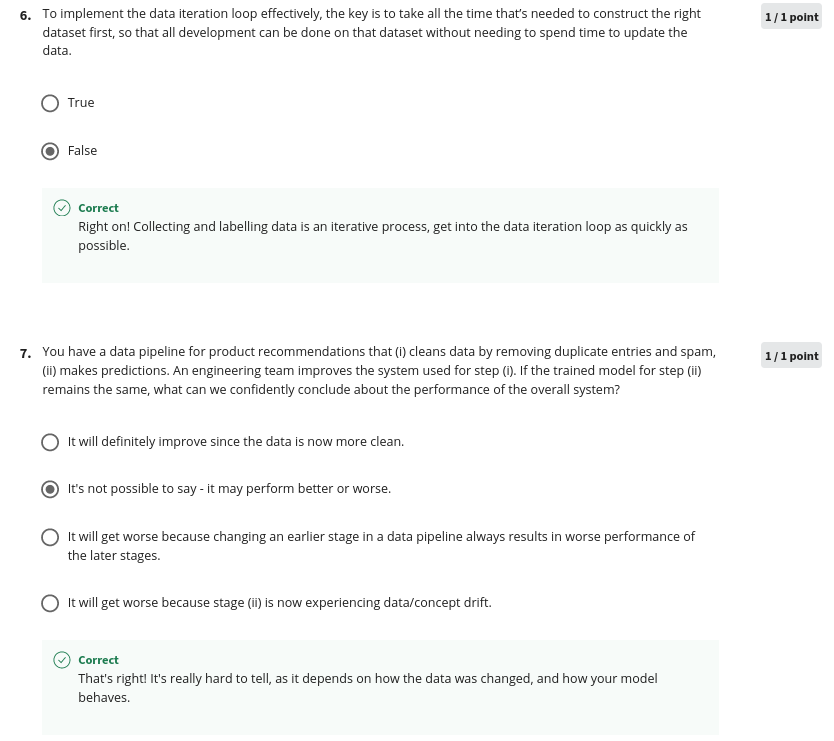 6. To implement the data iteration loop effectively, the key is to take all the time that's needed to construct the right
1 / 1 point
dataset first, so that all development can be done on that dataset without needing to spend time to update the
data.
True
False
Correct
Right on! Collecting and labelling data is an iterative process, get into the data iteration loop as quickly as
possible.
7. You have a data pipeline for product recommendations that (i) cleans data by removing duplicate entries and spam,
1 / 1 point
(ii) makes predictions. An engineering team improves the system used for step (i). If the trained model for step (ii)
remains the same, what can we confidently conclude about the performance of the overall system?
It will definitely improve since the data is now more clean.
It's not possible to say - it may perform better or worse.
It will get worse because changing an earlier stage in a data pipeline always results in worse performance of
the later stages.
It will get worse because stage (ii) is now experiencing data/concept drift.
Correct
That's right! It's really hard to tell, as it depends on how the data was changed, and how your model
behaves.